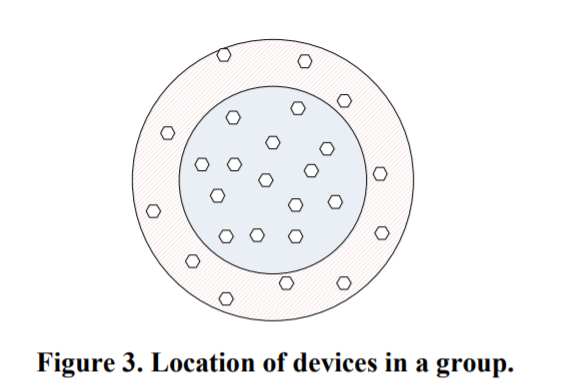 Figure 3. Location of devices in a group.